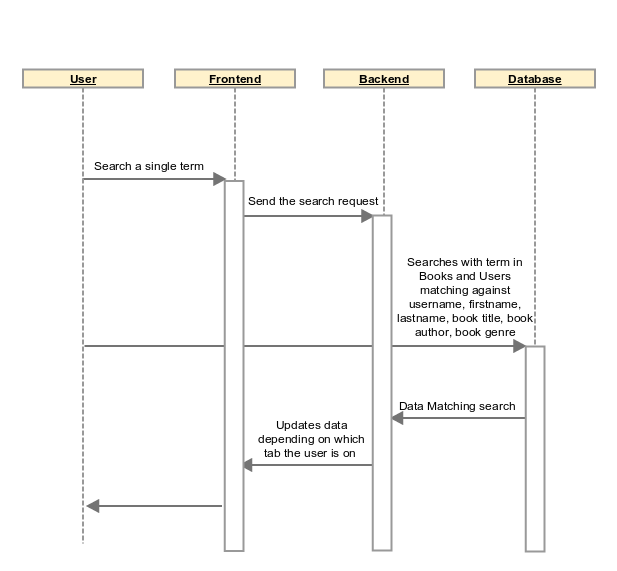 User
Frontend
Backend
Database
Search a single term
Send the search request
Searches with term in
Books and Users
matching against
username, firstname,
lastname, book title, book
author, book genre
Data Matching search
Updates data
depending on which
tab the user is on